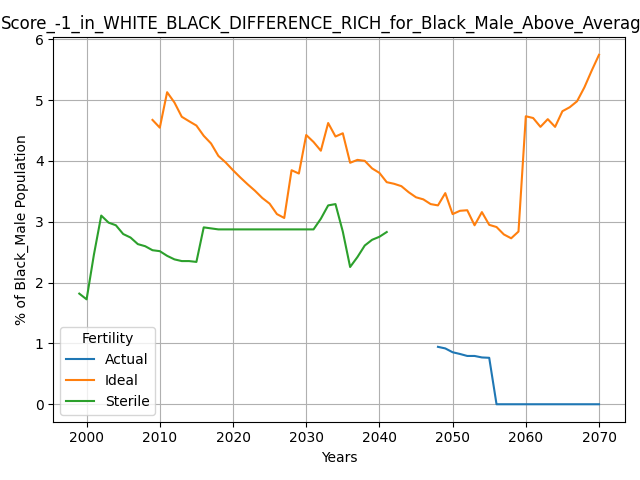 Score_-1_in_WHITE_BLACK_DIFFERENCE_RICH_for_Black_Male_Above_Averag
% of Black_Male Population
6
5
4
3
2
1
0
Fertility
Actual
Ideal
Sterile
2000 2010 2020 2030 2040 2050 2060 2070
Years